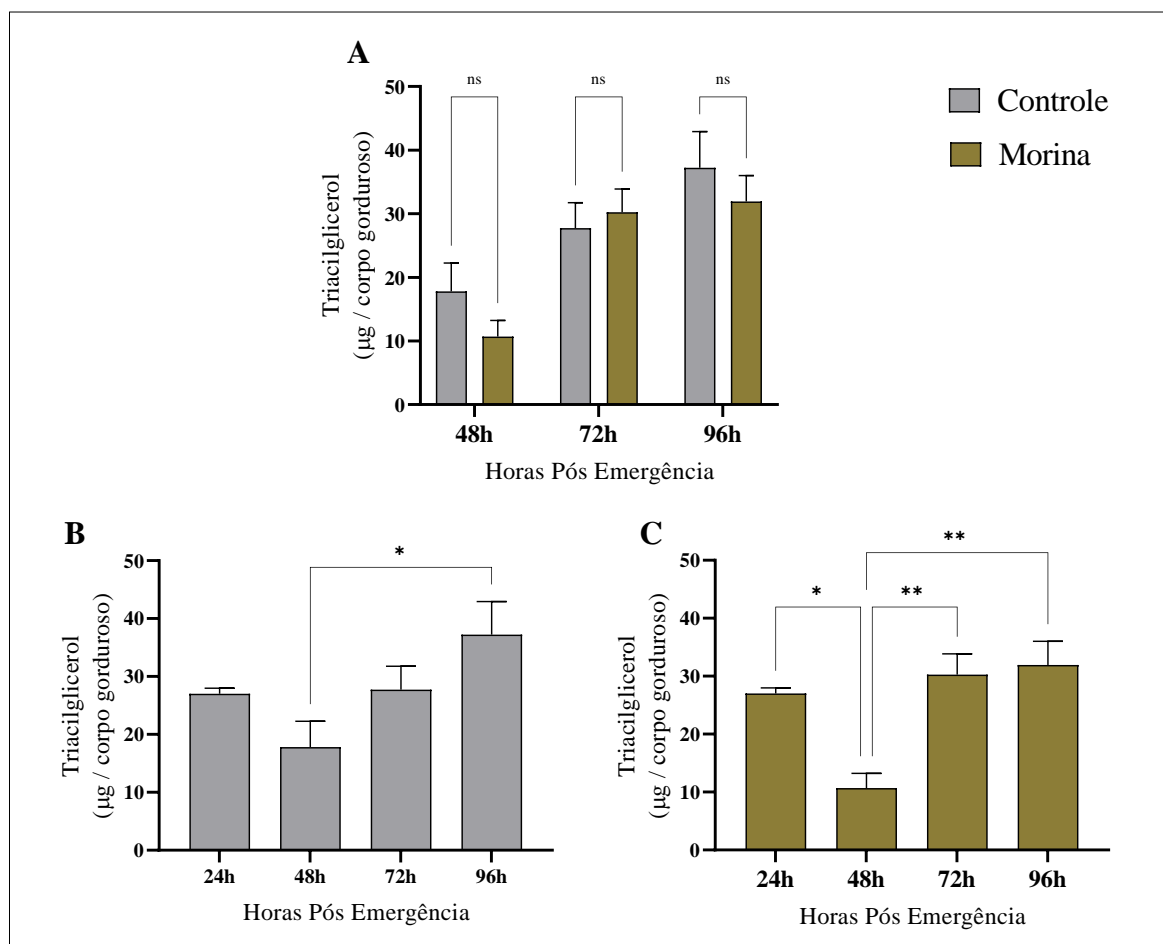 A
ns
ns
ns
50
40
30
20
10
0
Triacilglicerol
(µg / corpo gorduroso)
48h
72h
96h
Horas Pós Emergência
Controle
Morina
B
*
50
40
30
20
10
0
Triacilglicerol
(µg / corpo gorduroso)
24h
48h
72h
96h
Horas Pós Emergência
C
**
*
**
50
40
30
20
10
0
Triacilglicerol
(µg / corpo gorduroso)
24h
48h
72h
96h
Horas Pós Emergência